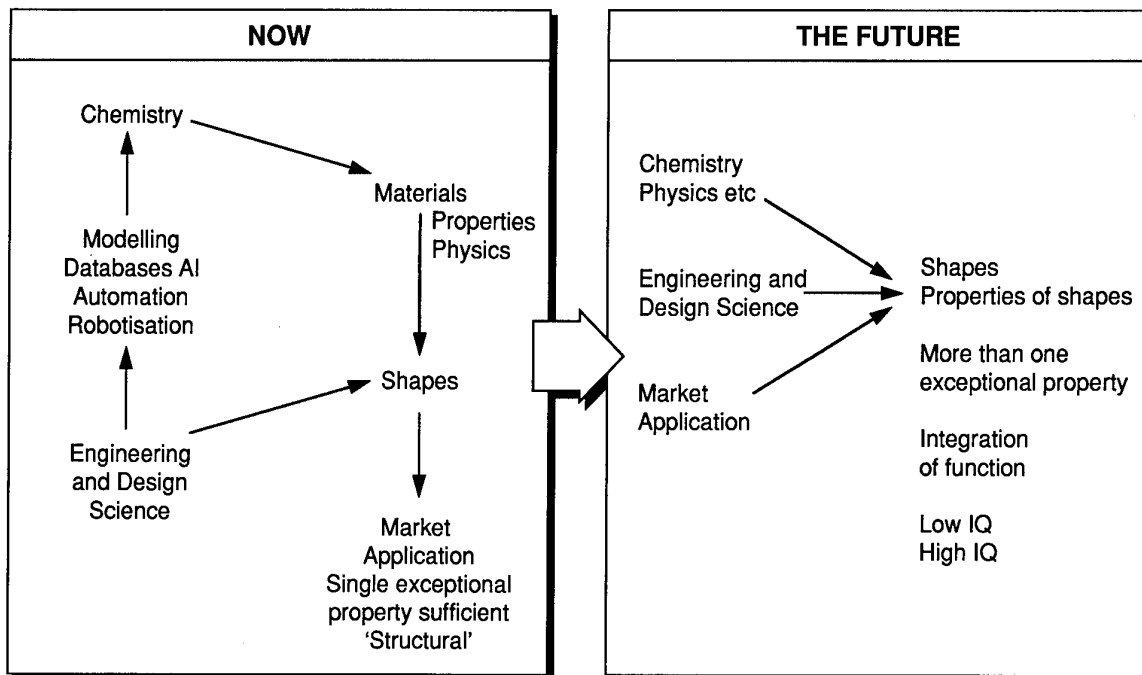 NOW
Chemistry
Materials
Properties
Physics
Modelling
Databases AI
Automation
Robotisation
Shapes
Engineering
and Design
Science
Market
Application
Single exceptional
property sufficient
‘Structural’
THE FUTURE
Chemistry
Physics etc
Engineering and
Design Science
Market
Application
Shapes
Properties of shapes
More than one
exceptional property
Integration
of function
Low IQ
High IQ